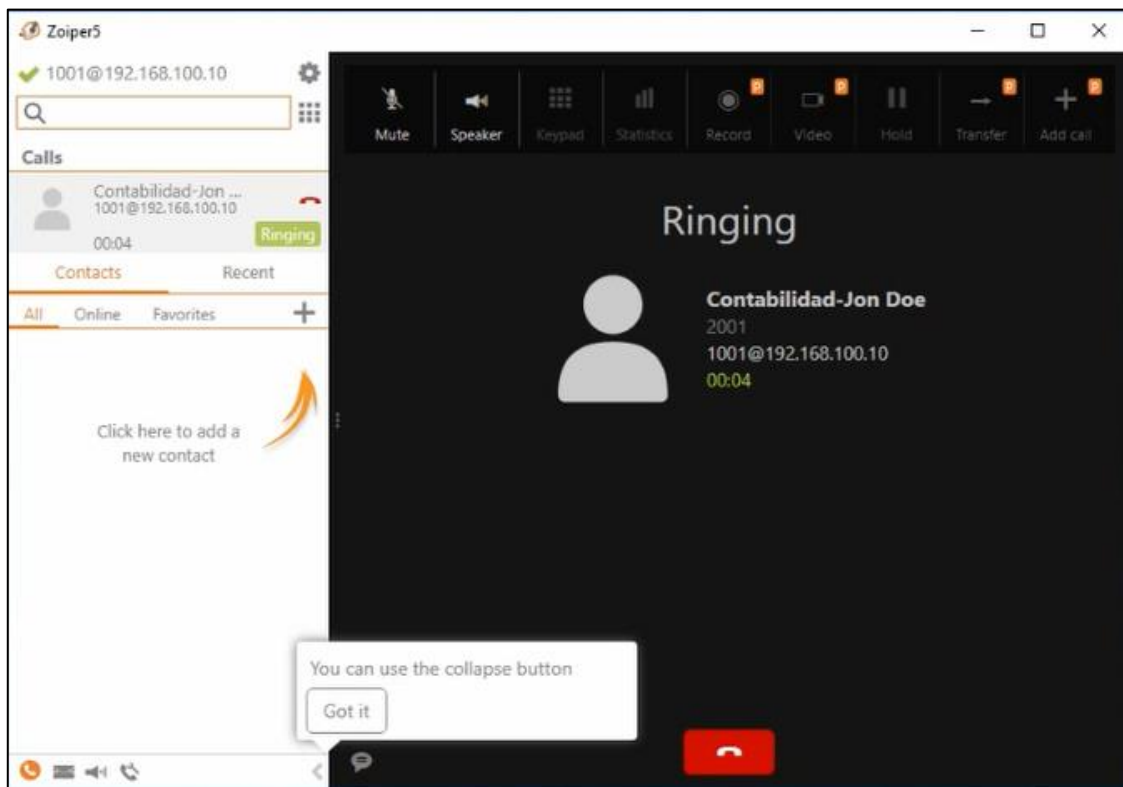 Zoiper5
1001@192.168.100.10
Calls
Contabilidad-Jon ...
1001@192.168.100.10
00:04
Ringing
Contacts
Recent
All
Online
Favorites
Click here to add a
new contact
Mute
Speaker
Keypad
Statistics
Record
P
Video
P
Hold
Transfer
P
Add call
P
Ringing
Contabilidad-Jon Doe
2001
1001@192.168.100.10
00:04
You can use the collapse button
Got it